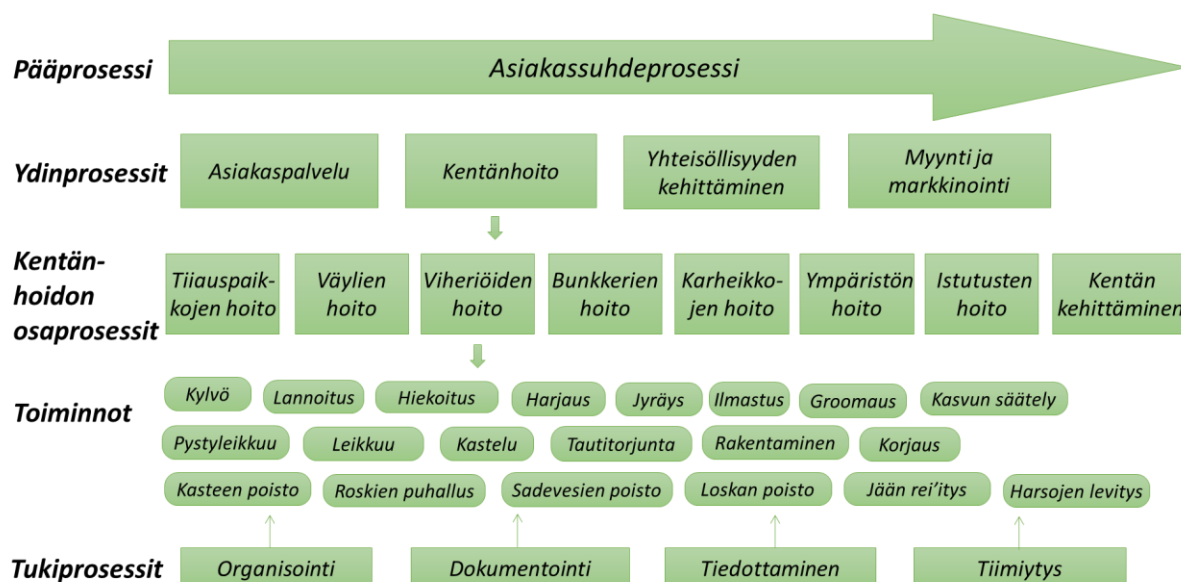 Pääprosessi
Asiakassuhdeprosessi
Ydinprosessit
Asiakaspalvelu
Kentänhoito
Yhteisöllisyyden
kehittäminen
Myynti ja
markkinointi
Kentän-
hoidon
osaprosessit
Tiiauspaik-
kojen hoito
Väylien
hoito
Viheriöiden
hoito
Bunkkerien
hoito
Karheikko-
jen hoito
Ympäristön
hoito
Istutusten
hoito
Kentän
kehittäminen
Toiminnot
Kylvö
Lannoitus
Hiekoitus
Harjaus
Jyräys
Ilmastus
Groomaus
Kasvun säätely
Pystyleikkuu
Leikkuu
Kastelu
Tautitorjunta
Rakentaminen
Korjaus
Kasteen poisto
Roskien puhallus
Sadevesien poisto
Loskan poisto
Jään rei'itys
Harsojen levitys
Tukiprosessit
Organisointi
Dokumentointi
Tiedottaminen
Tiimiytys